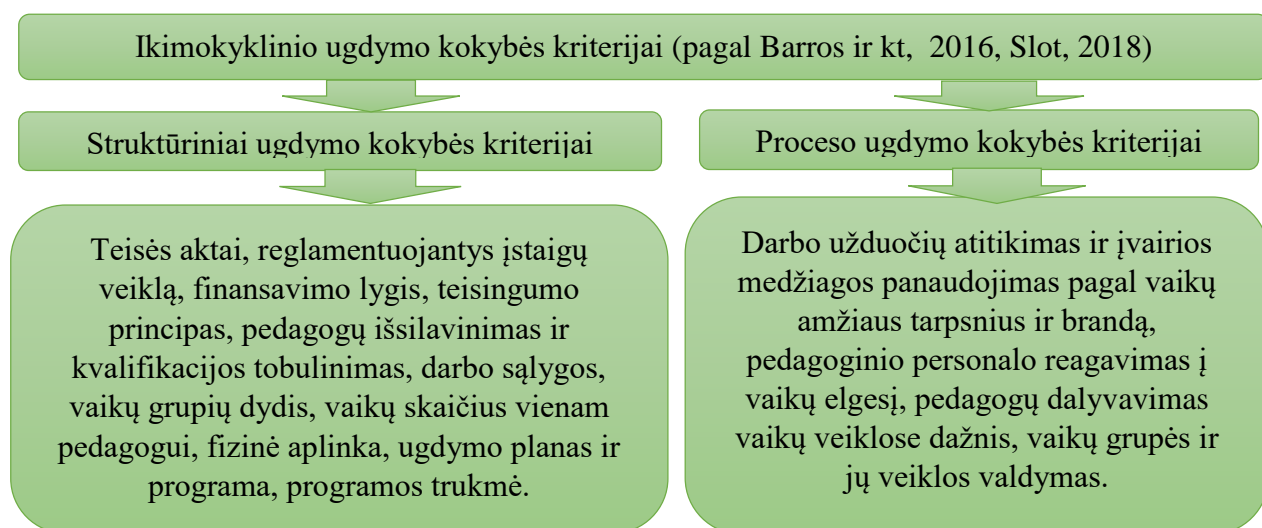 Ikimokyklinio ugdymo kokybės kriterijai (pagal Barros ir kt, 2016, Slot, 2018)
Struktūriniai ugdymo kokybės kriterijai
Proceso ugdymo kokybės kriterijai
Teisės aktai, reglamentuojantys įstaigų
veiklą, finansavimo lygis, teisingumo
principas, pedagogų išsilavinimas ir
kvalifikacijos tobulinimas, darbo sąlygos,
vaikų grupių dydis, vaikų skaičius vienam
pedagogui, fizinė aplinka, ugdymo planas ir
programa, programos trukmė.
Darbo užduočių atitikimas ir įvairios
medžiagos panaudojimas pagal vaikų
amžiaus tarpsnius ir brandą,
pedagoginio personalo reagavimas į
vaikų elgesį, pedagogų dalyvavimas
vaikų veiklose dažnis, vaikų grupės ir
jų veiklos valdymas.